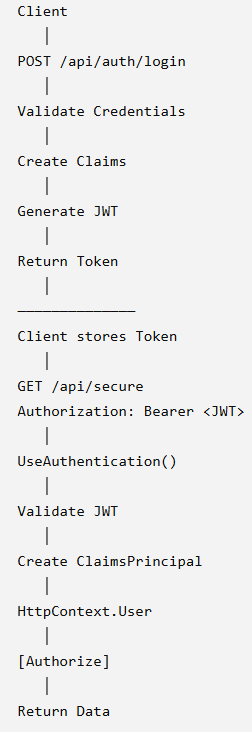 Client
POST /api/auth/login
Validate Credentials
Create Claims
Generate JWT
Return Token
Client stores Token
GET /api/secure
Authorization: Bearer <JWT>
UseAuthentication()
Validate JWT
Create ClaimsPrincipal
HttpContext.User
[Authorize]
Return Data